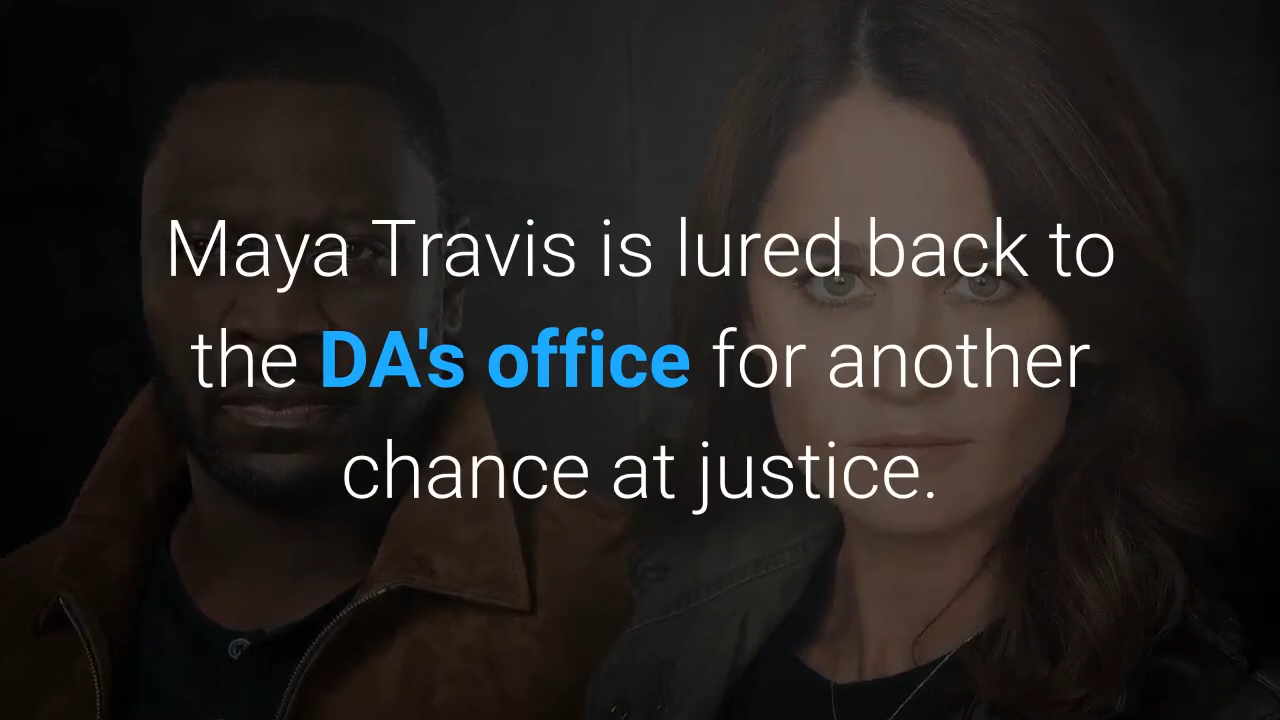 Maya Travis is lured back to
the DA's office for another
chance at justice.